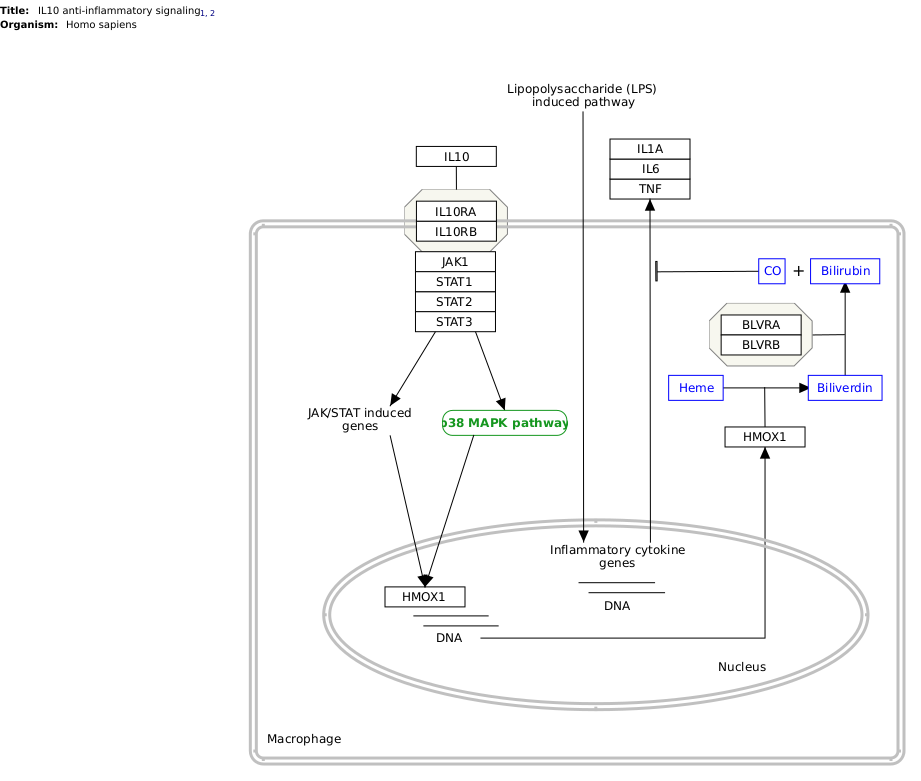 Title: IL10 anti-inflammatory signaling1, 2
Organism: Homo sapiens
Lipopolysaccharide (LPS)
induced pathway
IL10
IL1A
IL6
TNF
IL10RA
IL10RB
JAK1
STAT1
STAT2
STAT3
CO + Bilirubin
BLVRA
BLVRB
Heme
Biliverdin
JAK/STAT induced
genes
p38 MAPK pathway
HMOX1
Inflammatory cytokine
genes
DNA
HMOX1
DNA
Nucleus
Macrophage